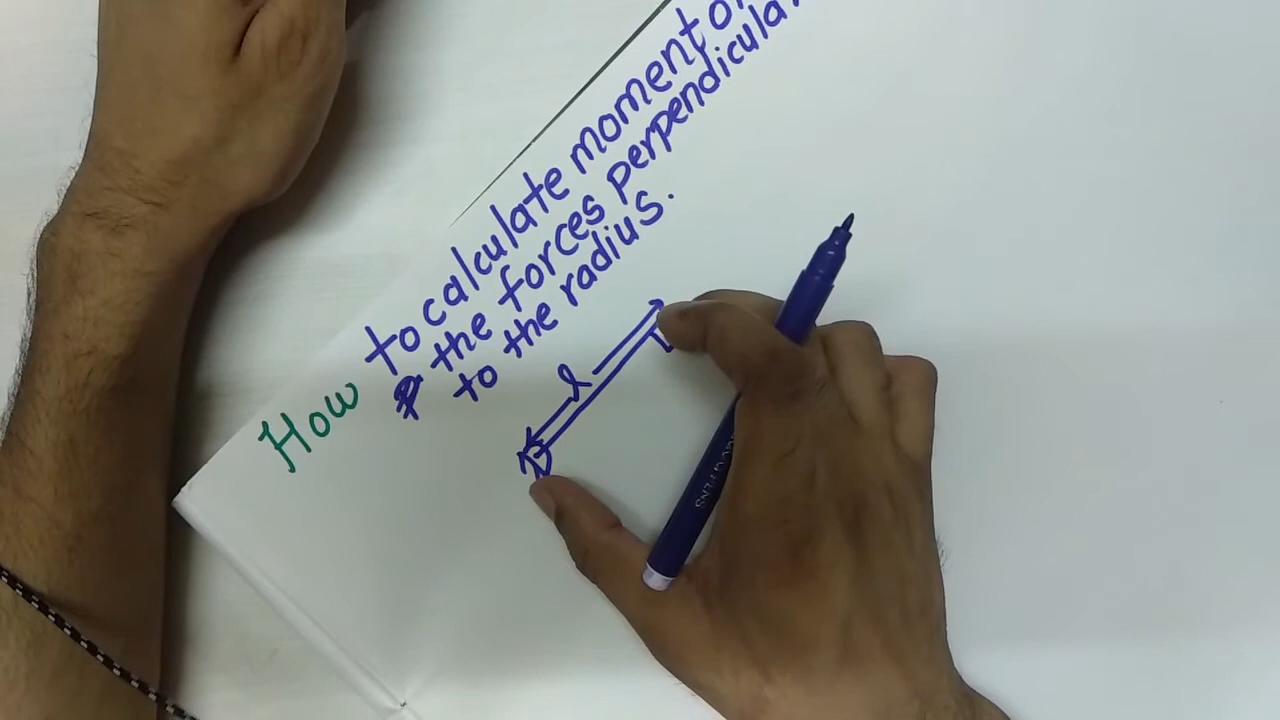 How to calculate moment of
the forces perpendicular
to the radius.
l